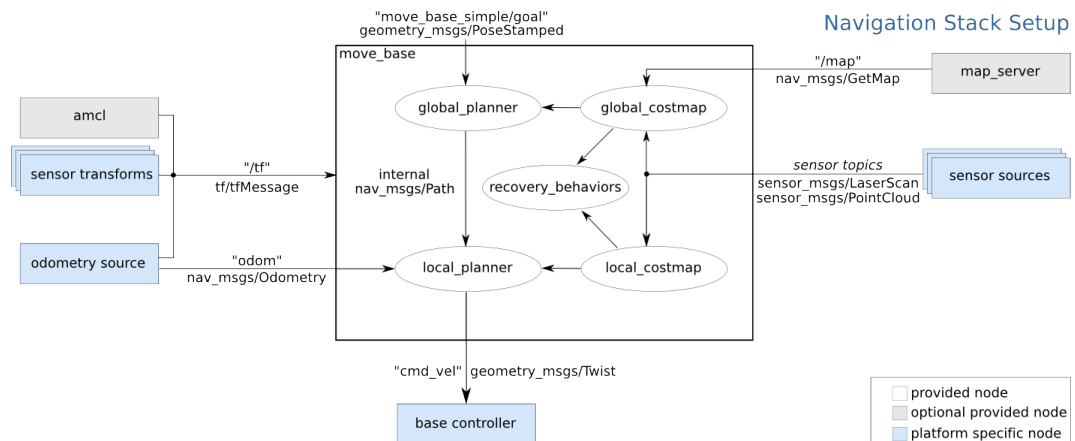 Navigation Stack Setup
"move_base_simple/goal"
geometry_msgs/PoseStamped
move_base
"/map"
nav_msgs/GetMap
map_server
global_planner
global_costmap
amcl
sensor transforms
"/tf"
tf/tfMessage
internal
nav_msgs/Path
recovery_behaviors
sensor topics
sensor_msgs/LaserScan
sensor_msgs/PointCloud
sensor sources
odometry source
"odom"
nav_msgs/Odometry
local_planner
local_costmap
"cmd_vel" geometry_msgs/Twist
base controller
provided node
optional provided node
platform specific node